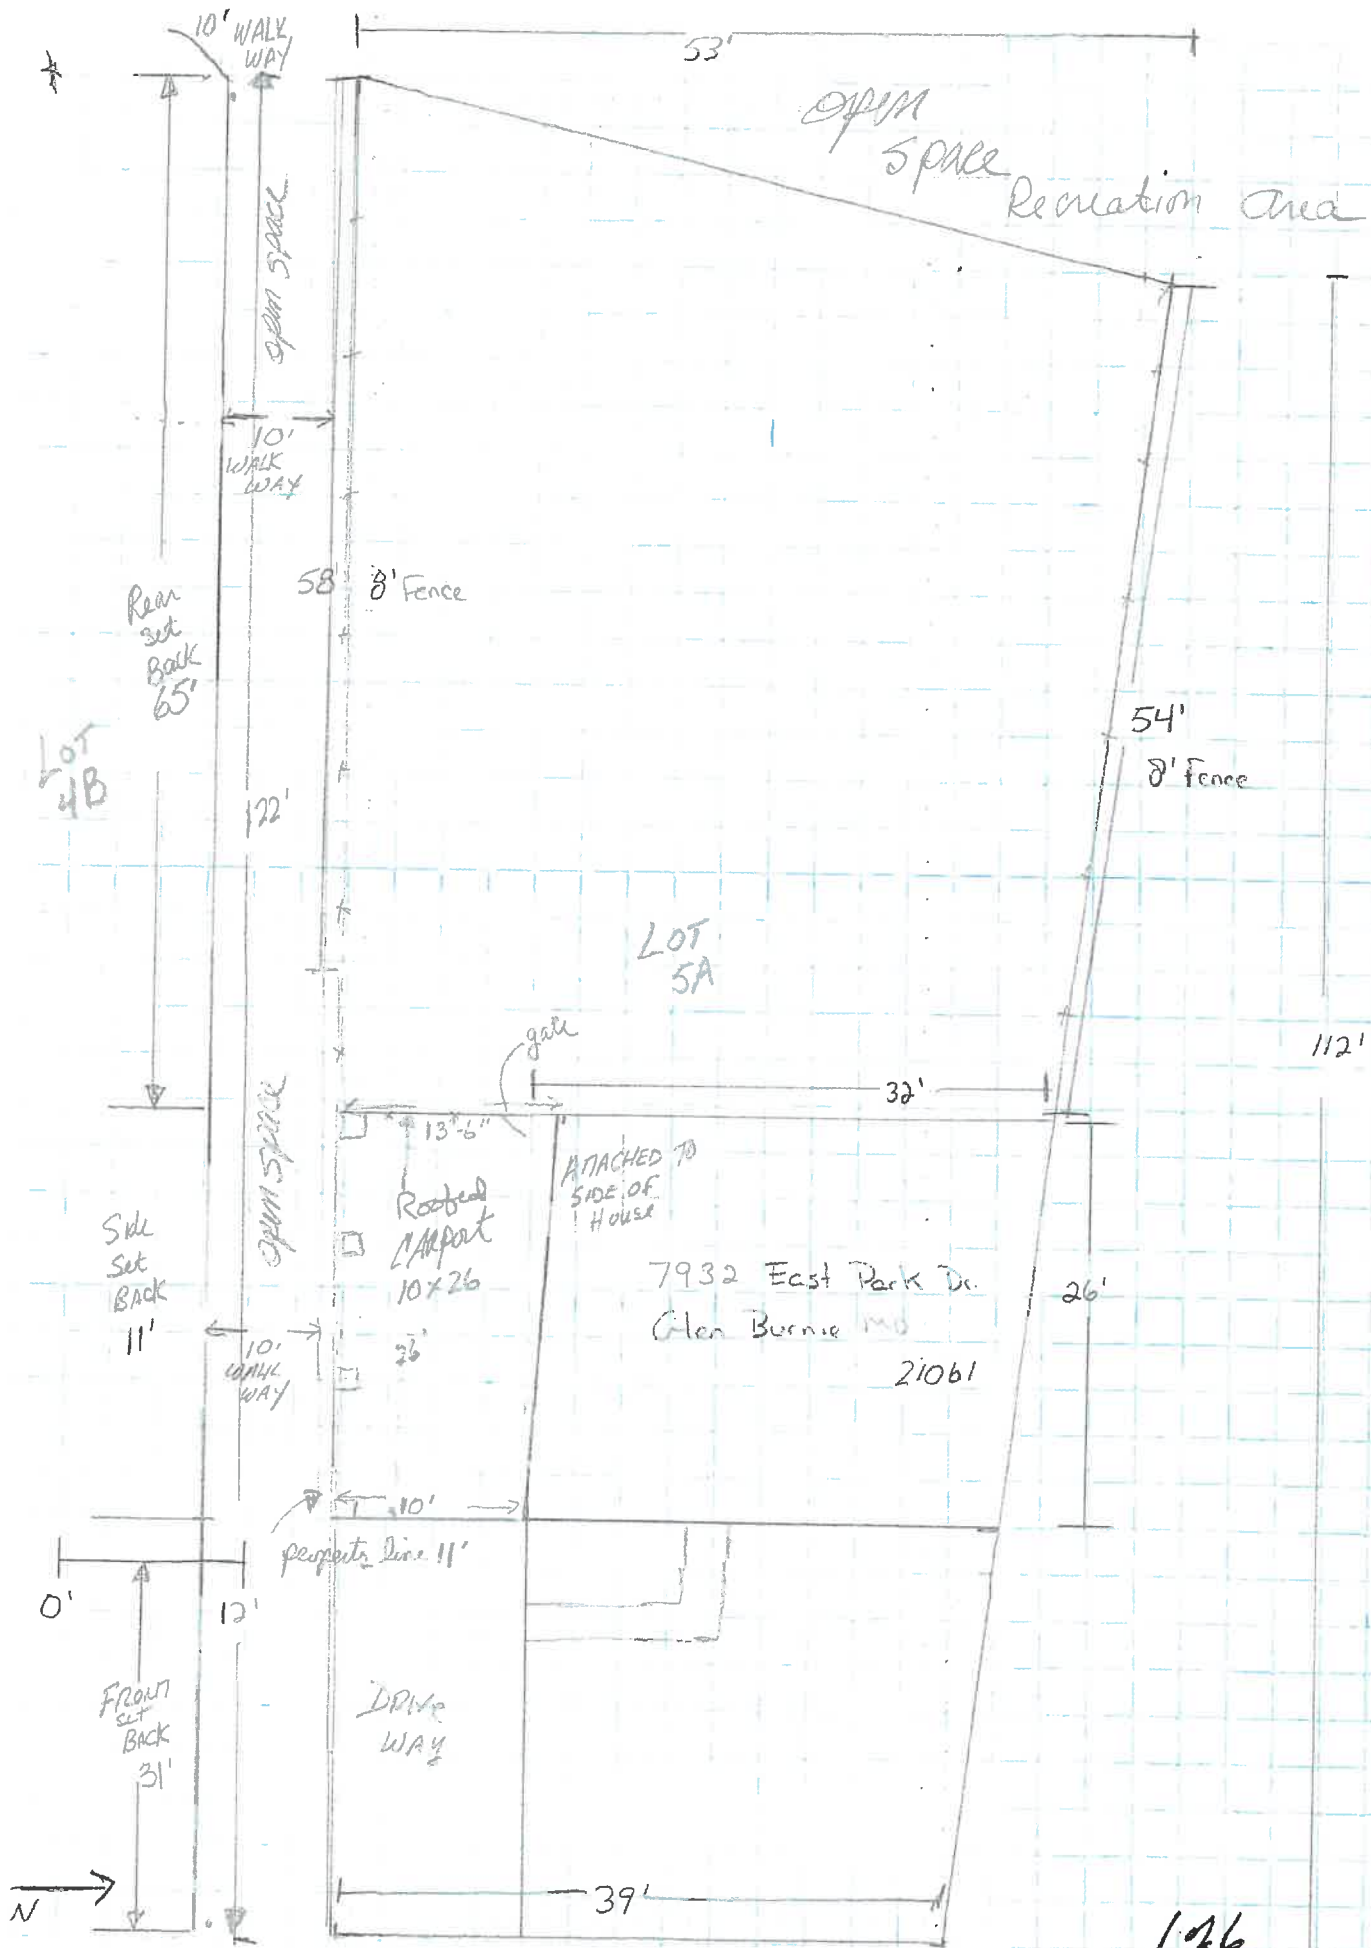 10' WALK
WAY
53'
open
space
Recreation Area
open space
10'
WALK
WAY
58'
8' Fence
Rear
Set
Back
65'
54'
8' Fence
LOT
4B
122'
LOT
5A
gate
112'
32'
13'-6"
ATTACHED TO
SIDE OF
House
open space
Roofed
CARport
10x26
26'
Side
Set
BACK
11'
7932 East Park Dr.
Glen Burnie MD
21061
26'
10'
WALK
WAY
10'
property line 11'
0'
12'
FRONT
set
BACK
31'
DRIVE
WAY
N
39'